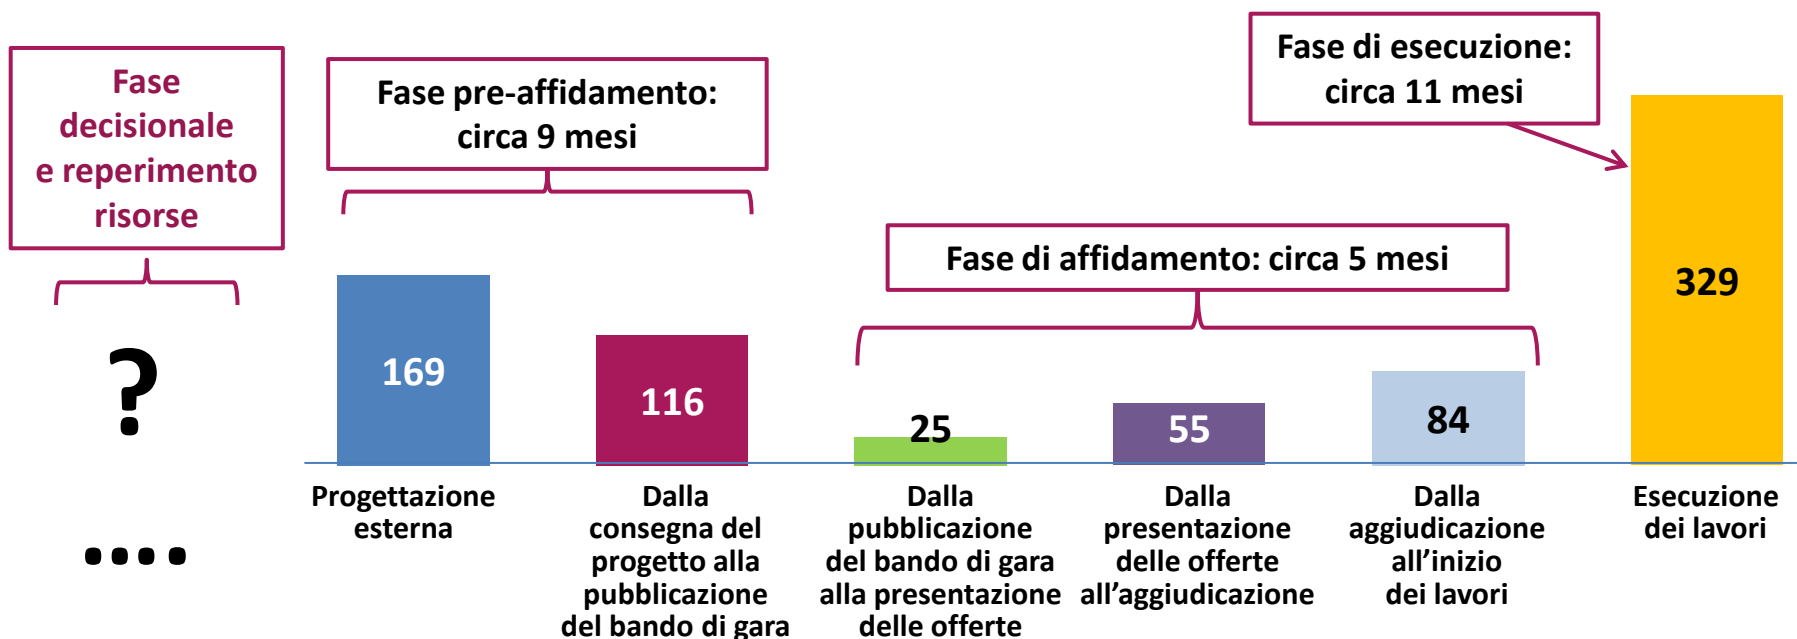 Fase
decisionale
e reperimento
risorse
?
....
Fase pre-affidamento:
circa 9 mesi
Fase di affidamento: circa 5 mesi
Fase di esecuzione:
circa 11 mesi
169
116
25
55
84
329
Progettazione
esterna
Dalla
consegna del
progetto alla
pubblicazione
del bando di gara
Dalla
pubblicazione
del bando di gara
alla presentazione
delle offerte
Dalla
presentazione
delle offerte
all’aggiudicazione
Dalla
aggiudicazione
all’inizio
dei lavori
Esecuzione
dei lavori